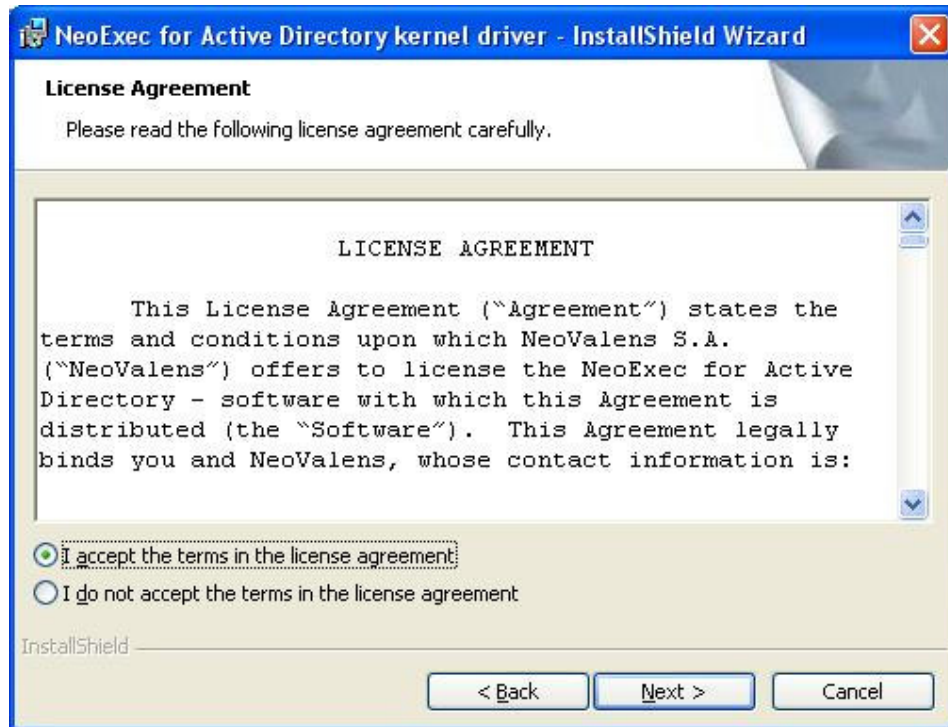 NeoExec for Active Directory kernel driver - InstallShield Wizard
License Agreement
Please read the following license agreement carefully.
LICENSE AGREEMENT
This License Agreement (“Agreement”) states the
terms and conditions upon which NeoValens S.A.
(“NeoValens”) offers to license the NeoExec for Active
Directory – software with which this Agreement is
distributed (the “Software”).  This Agreement legally
binds you and NeoValens, whose contact information is:
I accept the terms in the license agreement
I do not accept the terms in the license agreement
InstallShield
< Back
Next >
Cancel